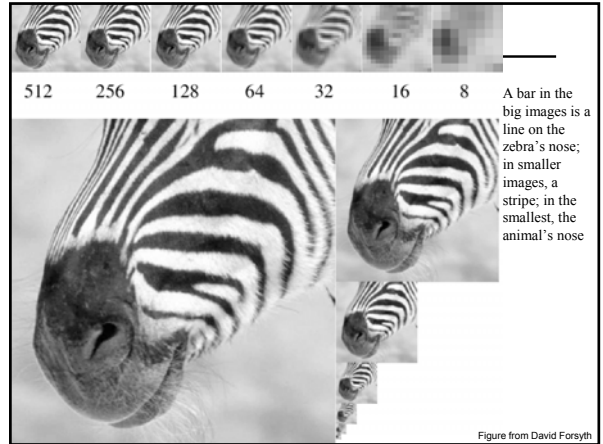 512 256 128 64 32 16 8
A bar in the
big images is a
line on the
zebra's nose;
in smaller
images, a
stripe; in the
smallest, the
animal's nose
Figure from David Forsyth